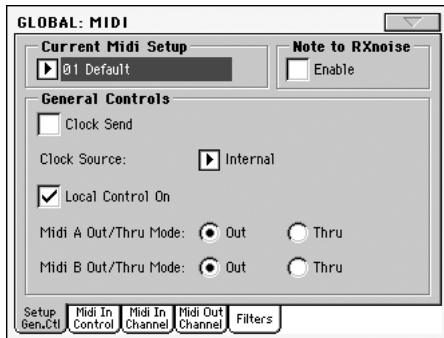 GLOBAL: MIDI
Current Midi Setup
Note to RXnoise
01 Default
Enable
General Controls
Clock Send
Clock Source: Internal
Local Control On
Midi A Out/Thru Mode: Out Thru
Midi B Out/Thru Mode: Out Thru
Setup Gen.Ctl
Midi In Control
Midi In Channel
Midi Out Channel
Filters